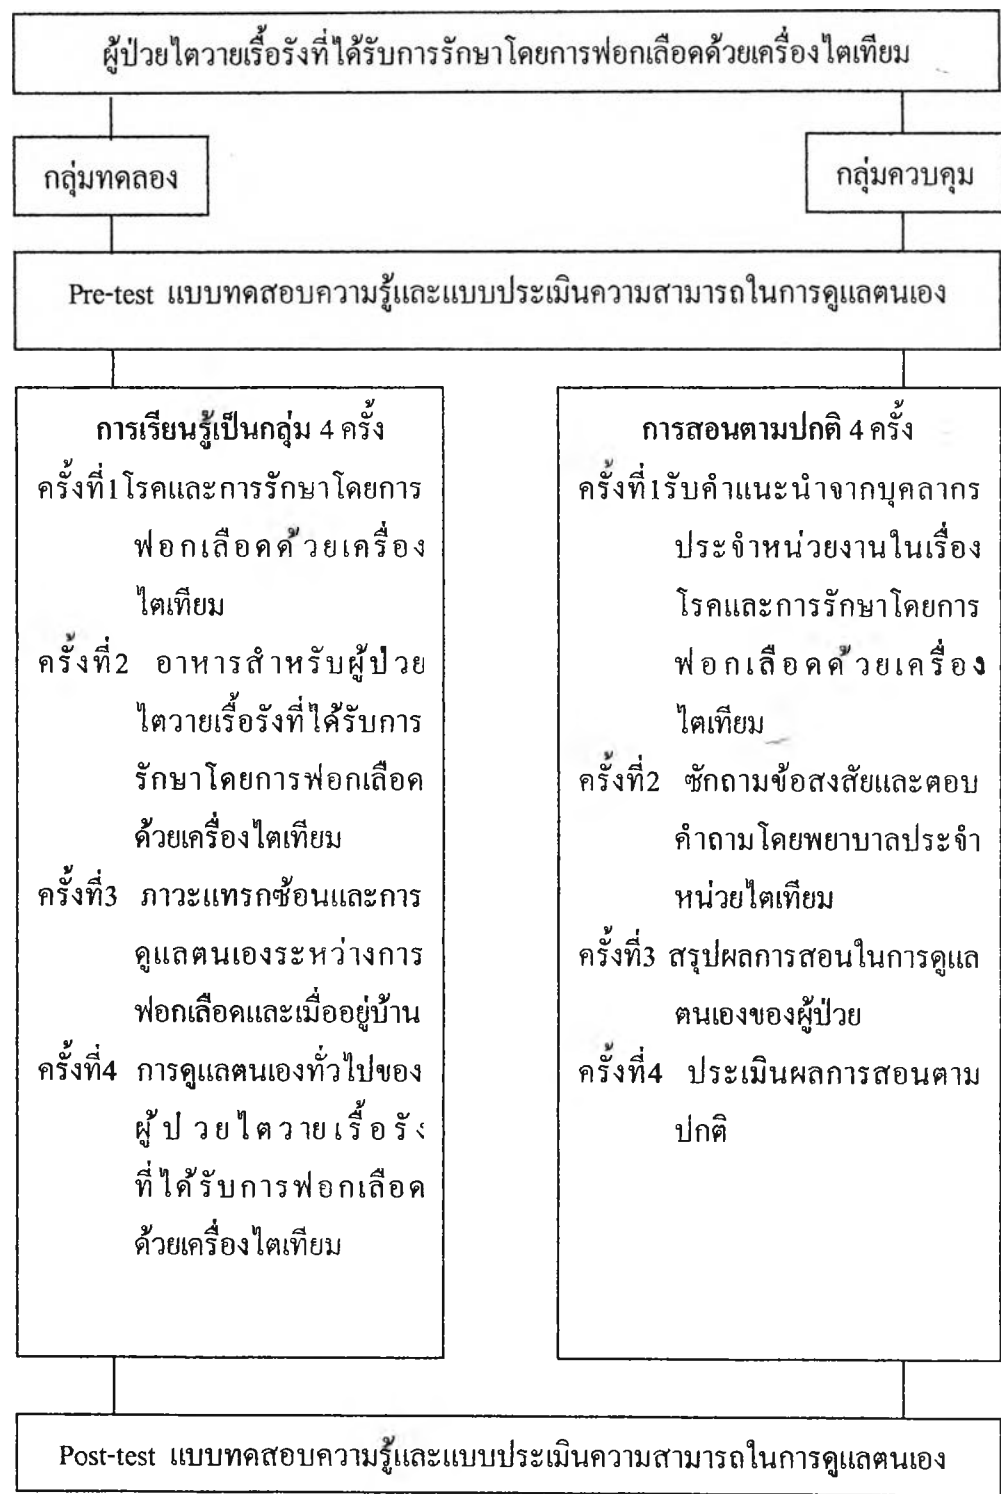 ผู้ป่วยไตวายเรื้อรังที่ได้รับการรักษาโดยการฟอกเลือดด้วยเครื่องไตเทียม
กลุ่มทดลอง
กลุ่มควบคุม
Pre-test แบบทดสอบความรู้และแบบประเมินความสามารถในการดูแลตนเอง
การเรียนรู้เป็นกลุ่ม 4 ครั้ง
ครั้งที่1โรคและการรักษาโดยการ
ฟอกเลือดด้วยเครื่อง
ไตเทียม
ครั้งที่2 อาหารสำหรับผู้ป่วย
ไตวายเรื้อรังที่ได้รับการ
รักษาโดยการฟอกเลือด
ด้วยเครื่องไตเทียม
ครั้งที่3 ภาวะแทรกซ้อนและการ
ดูแลตนเองระหว่างการ
ฟอกเลือดและเมื่ออยู่บ้าน
ครั้งที่4 การดูแลตนเองทั่วไปของ
ผู้ป่วยไตวายเรื้อรัง
ที่ได้รับการฟอกเลือด
ด้วยเครื่องไตเทียม
การสอนตามปกติ 4 ครั้ง
ครั้งที่1รับคำแนะนำจากบุคลากร
ประจำหน่วยงานในเรื่อง
โรคและการรักษาโดยการ
ฟอกเลือดด้วยเครื่อง
ไตเทียม
ครั้งที่2 ซักถามข้อสงสัยและตอบ
คำถามโดยพยาบาลประจำ
หน่วยไตเทียม
ครั้งที่3 สรุปผลการสอนในการดูแล
ตนเองของผู้ป่วย
ครั้งที่4 ประเมินผลการสอนตาม
ปกติ
Post-test แบบทดสอบความรู้และแบบประเมินความสามารถในการดูแลตนเอง